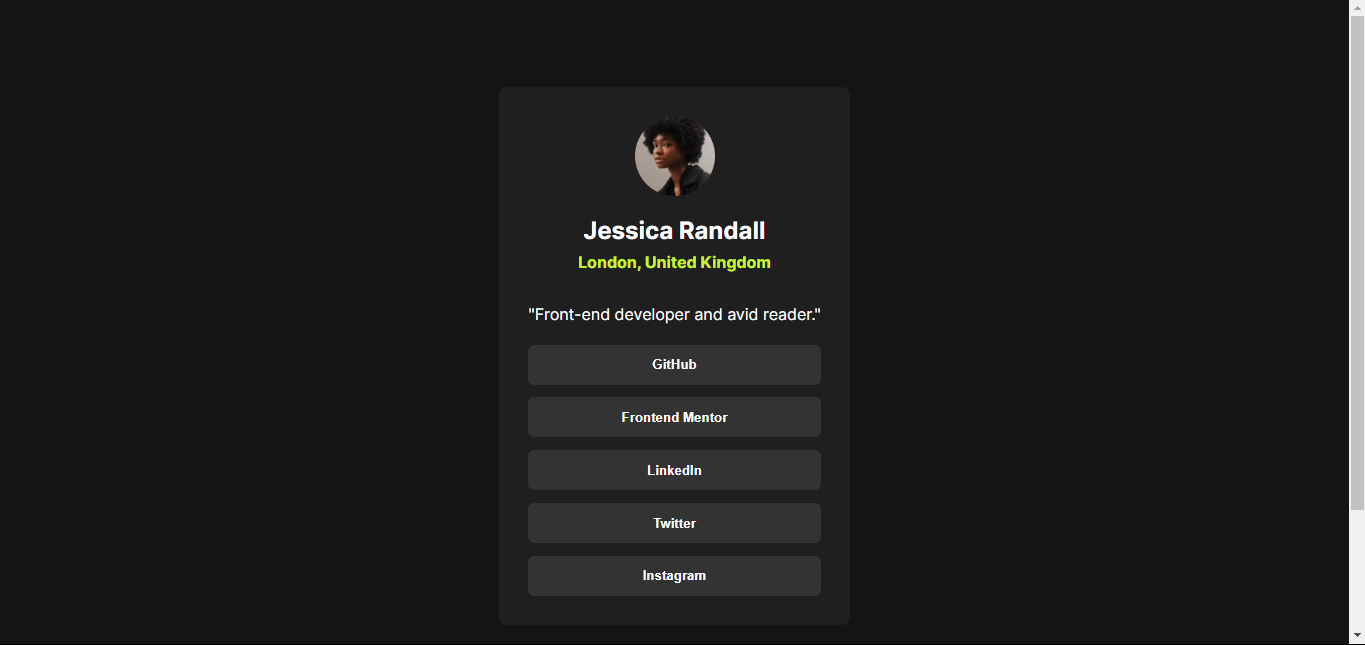 Jessica Randall
London, United Kingdom
"Front-end developer and avid reader."
GitHub
Frontend Mentor
LinkedIn
Twitter
Instagram